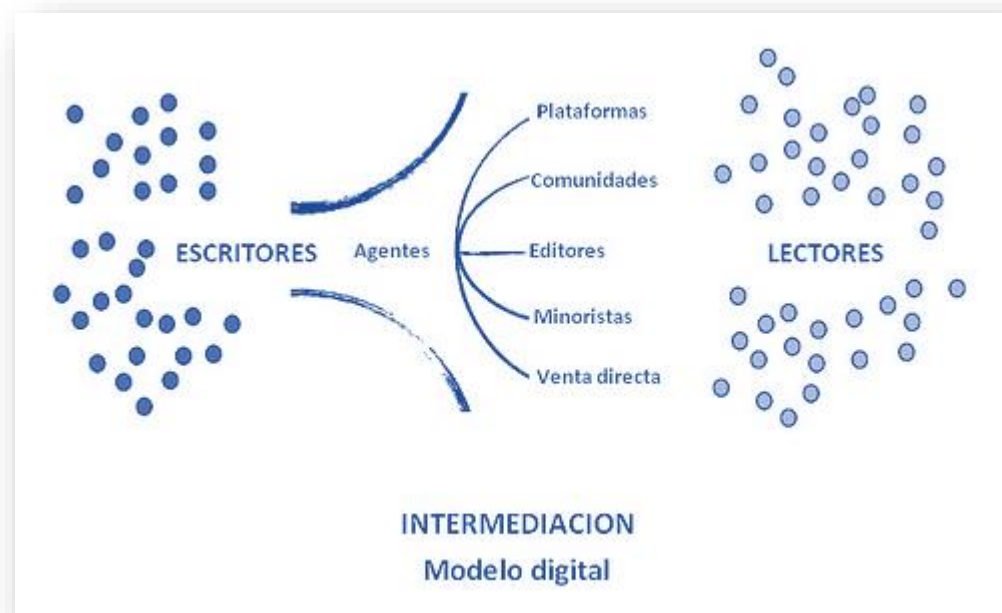 Plataformas
Comunidades
ESCRITORES
Agentes
Editores
LECTORES
Minoristas
Venta directa
INTERMEDIACION
Modelo digital